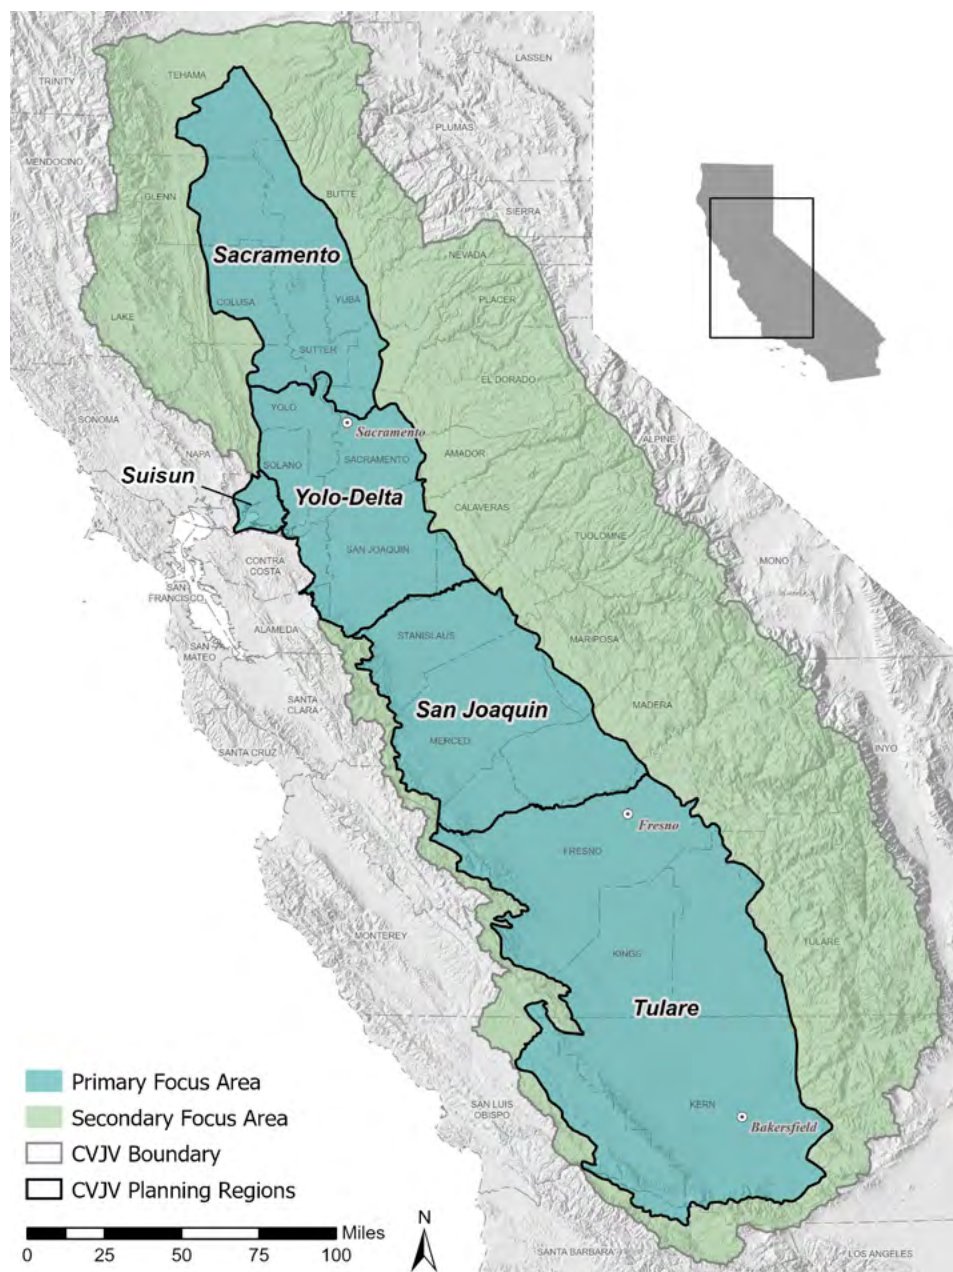 LASSEN
TEHAMA
TRINITY
PLUMAS
MENDOCINO
BUTTE
GLENN
SIERRA
Sacramento
NEVADA
COLUSA
YUBA
PLACER
LAKE
SUTTER
EL DORADO
YOLO
SONOMA
Sacramento
ALPINE
NAPA
AMADOR
SACRAMENTO
SOLANO
Suisun
Yolo-Delta
CALAVERAS
TUOLOMNE
SAN JOAQUIN
CONTRA
COSTA
MONO
SAN
FRANCISCO
ALAMEDA
STANISLAUS
MARIPOSA
SAN
MATEO
SANTA
CLARA
San Joaquin
MADERA
MERCED
SANTA CRUZ
INYO
Fresno
FRESNO
MONTEREY
TULARE
KINGS
Tulare
Primary Focus Area
Secondary Focus Area
SAN LUIS
OBISPO
KERN
Bakersfield
CVJV Boundary
CVJV Planning Regions
Miles
N
0 25 50 75 100
SANTA BARBARA
LOS ANGELES